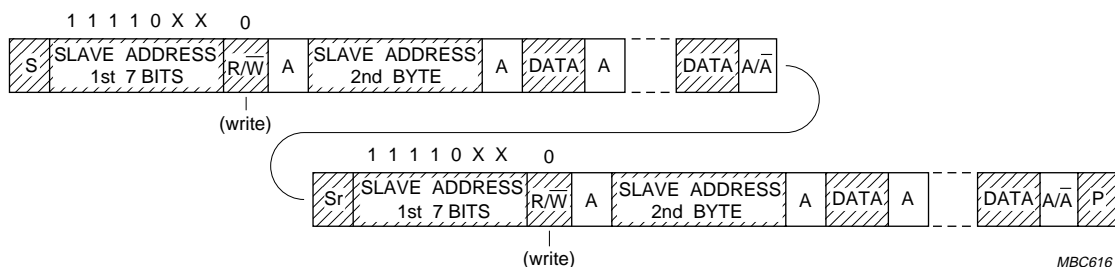 1 1 1 1 0 X X 0
S SLAVE ADDRESS 1st 7 BITS R/W̅ A SLAVE ADDRESS 2nd BYTE A DATA A DATA A/A̅
(write)
1 1 1 1 0 X X 0
Sr SLAVE ADDRESS 1st 7 BITS R/W̅ A SLAVE ADDRESS 2nd BYTE A DATA A DATA A/A̅ P
(write)
MBC616